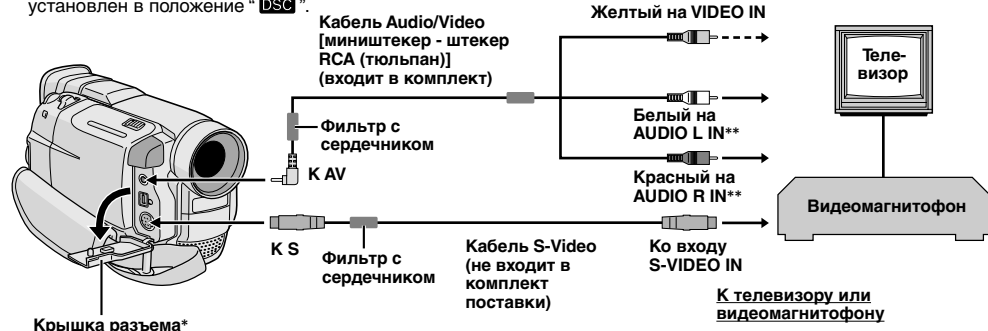 установлен в положение “ DSC ”.
Кабель Audio/Video
[миништекер - штекер
RCA (тюльпан)]
(входит в комплект)
Желтый на VIDEO IN
Теле-
визор
Фильтр с
сердечником
Белый на
AUDIO L IN**
К AV
Красный на
AUDIO R IN**
Видеомагнитофон
К S
Фильтр с
сердечником
Кабель S-Video
(не входит в
комплект
поставки)
Ко входу
S-VIDEO IN
К телевизору или
видеомагнитофону
Крышка разъема*